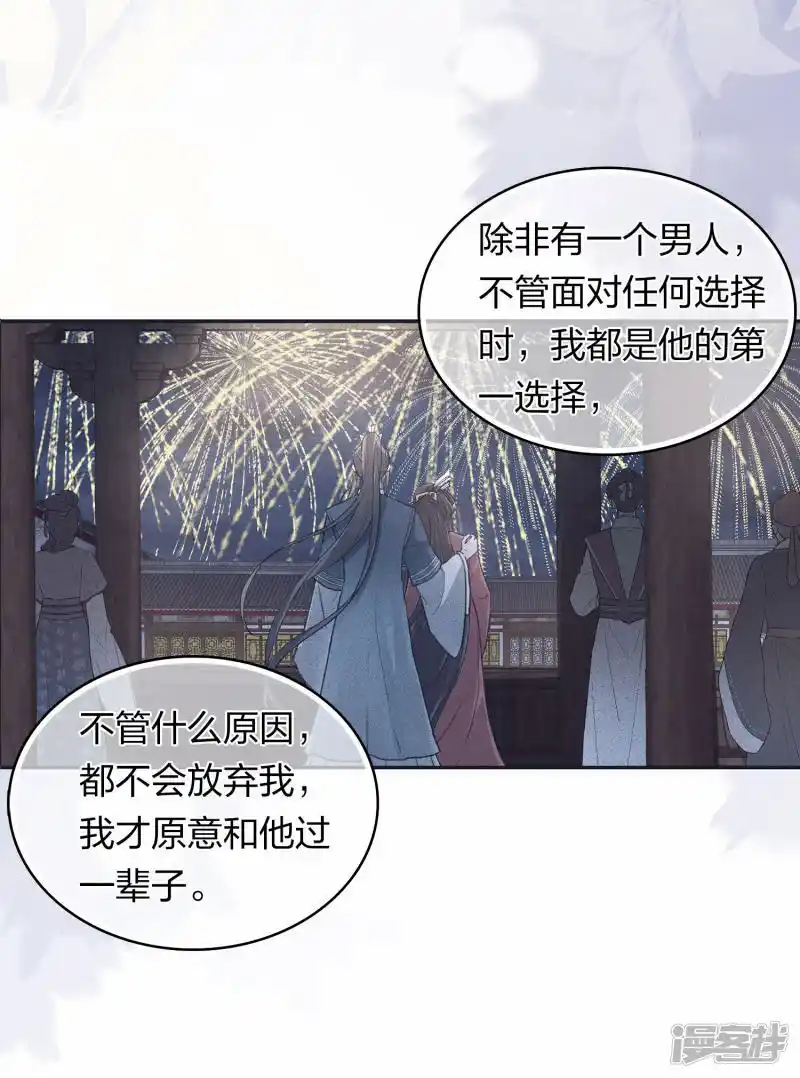 除非有一个男人，
不管面对任何选择
时，我都是他的第
一选择，
不管什么原因，
都不会放弃我，
我才原意和他过
一辈子。
漫客栈